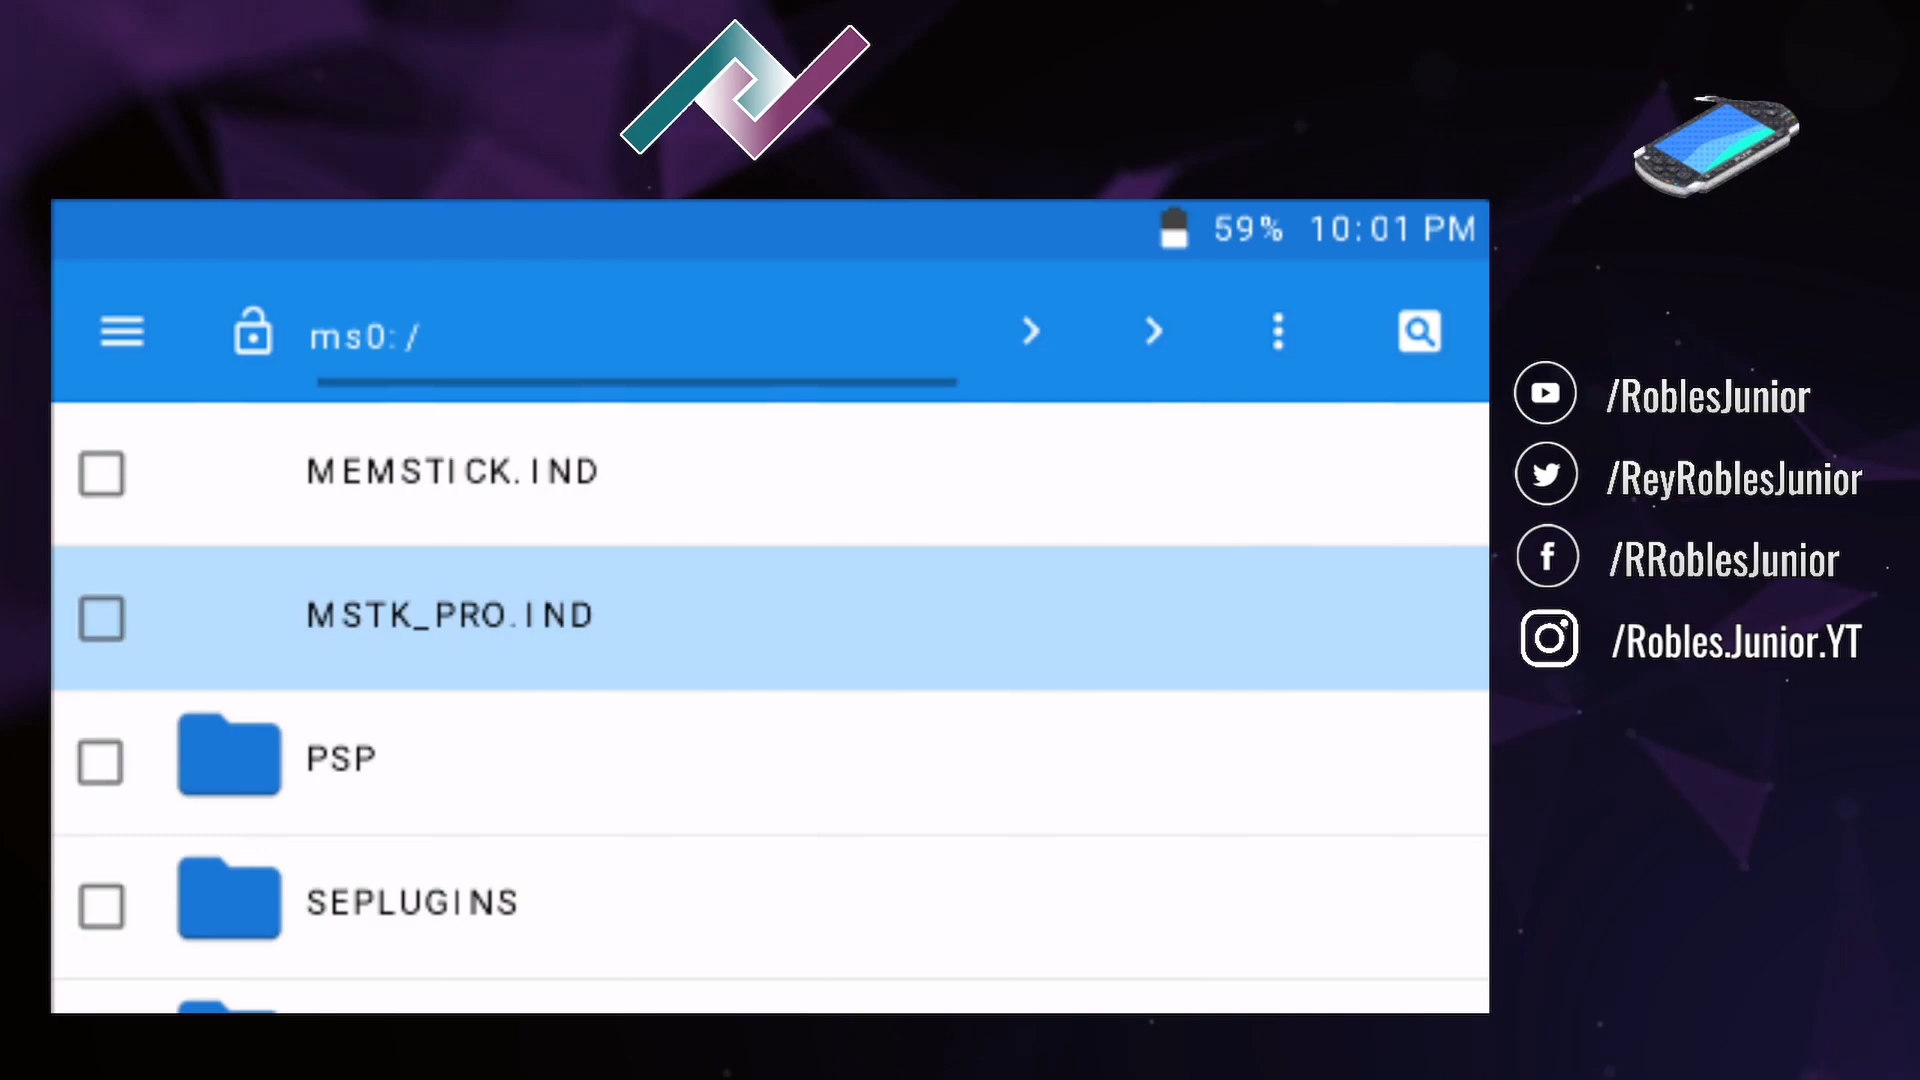 59% 10:01 PM
ms0:/
MEMSTICK.IND
MSTK_PRO.IND
PSP
SEPLUGINS
/RoblesJunior
/ReyRoblesJunior
/RRoblesJunior
/Robles.Junior.YT